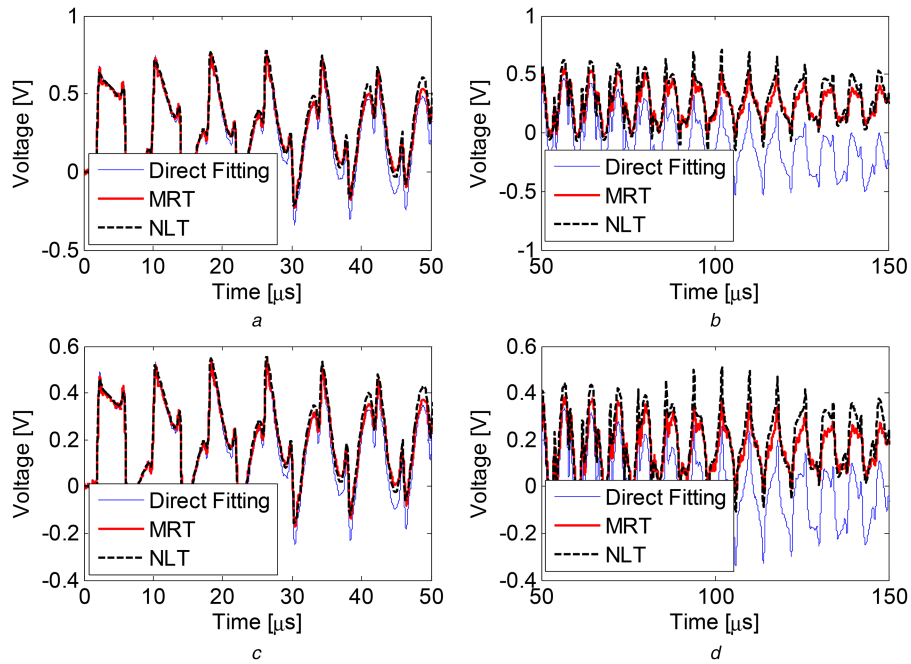 1
0.5
0
-0.5
Voltage [V]
Direct Fitting
MRT
NLT
0
10
20
30
40
50
Time [μs]
a
1
0.5
0
-0.5
-1
Voltage [V]
Direct Fitting
MRT
NLT
50
100
150
Time [μs]
b
0.6
0.4
0.2
0
-0.2
-0.4
Voltage [V]
Direct Fitting
MRT
NLT
0
10
20
30
40
50
Time [μs]
c
0.6
0.4
0.2
0
-0.2
-0.4
Voltage [V]
Direct Fitting
MRT
NLT
50
100
150
Time [μs]
d